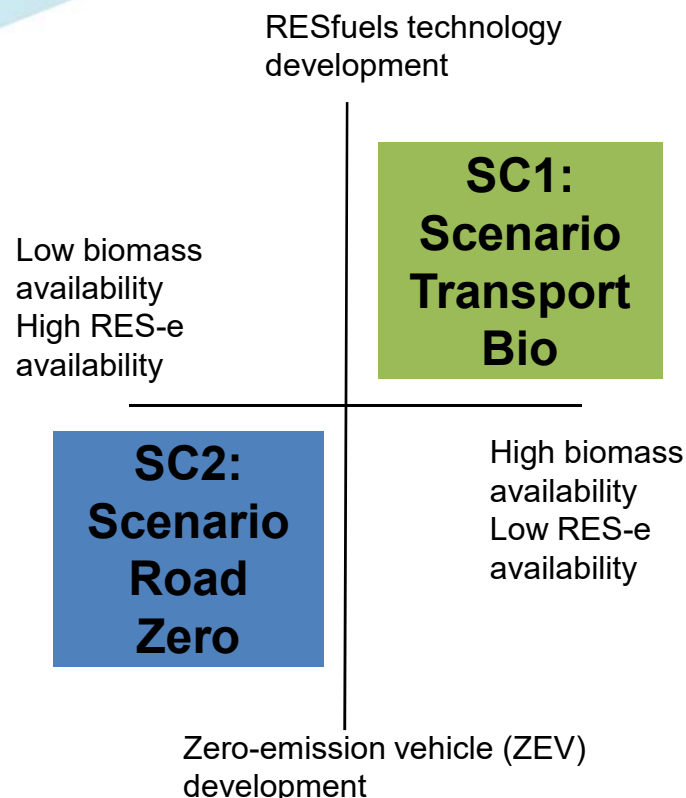 RESfuels technology
development
SC1:
Scenario
Transport
Bio
Low biomass
availability
High RES-e
availability
SC2:
Scenario
Road
Zero
High biomass
availability
Low RES-e
availability
Zero-emission vehicle (ZEV)
development